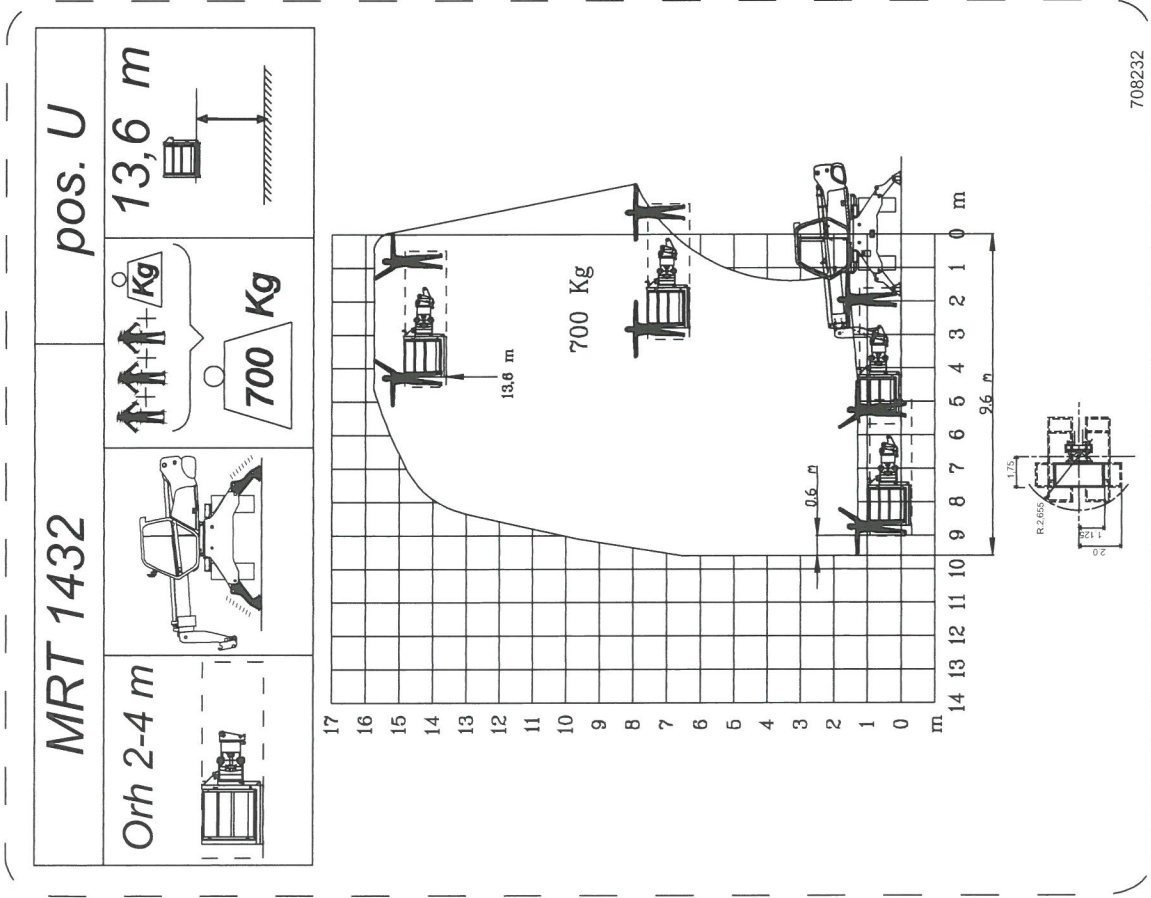 MRT 1432
pos. U
Orh 2-4 m
Kg
700 Kg
13,6 m
17
16
15
14
13
12
11
10
9
8
7
6
5
4
3
2
1
0
m
14 13 12 11 10 9 8 7 6 5 4 3 2 1 0 m
13.6 m
700 Kg
0.6 m
9.6 m
1.75
R.2,655
1.125
2.0
708232